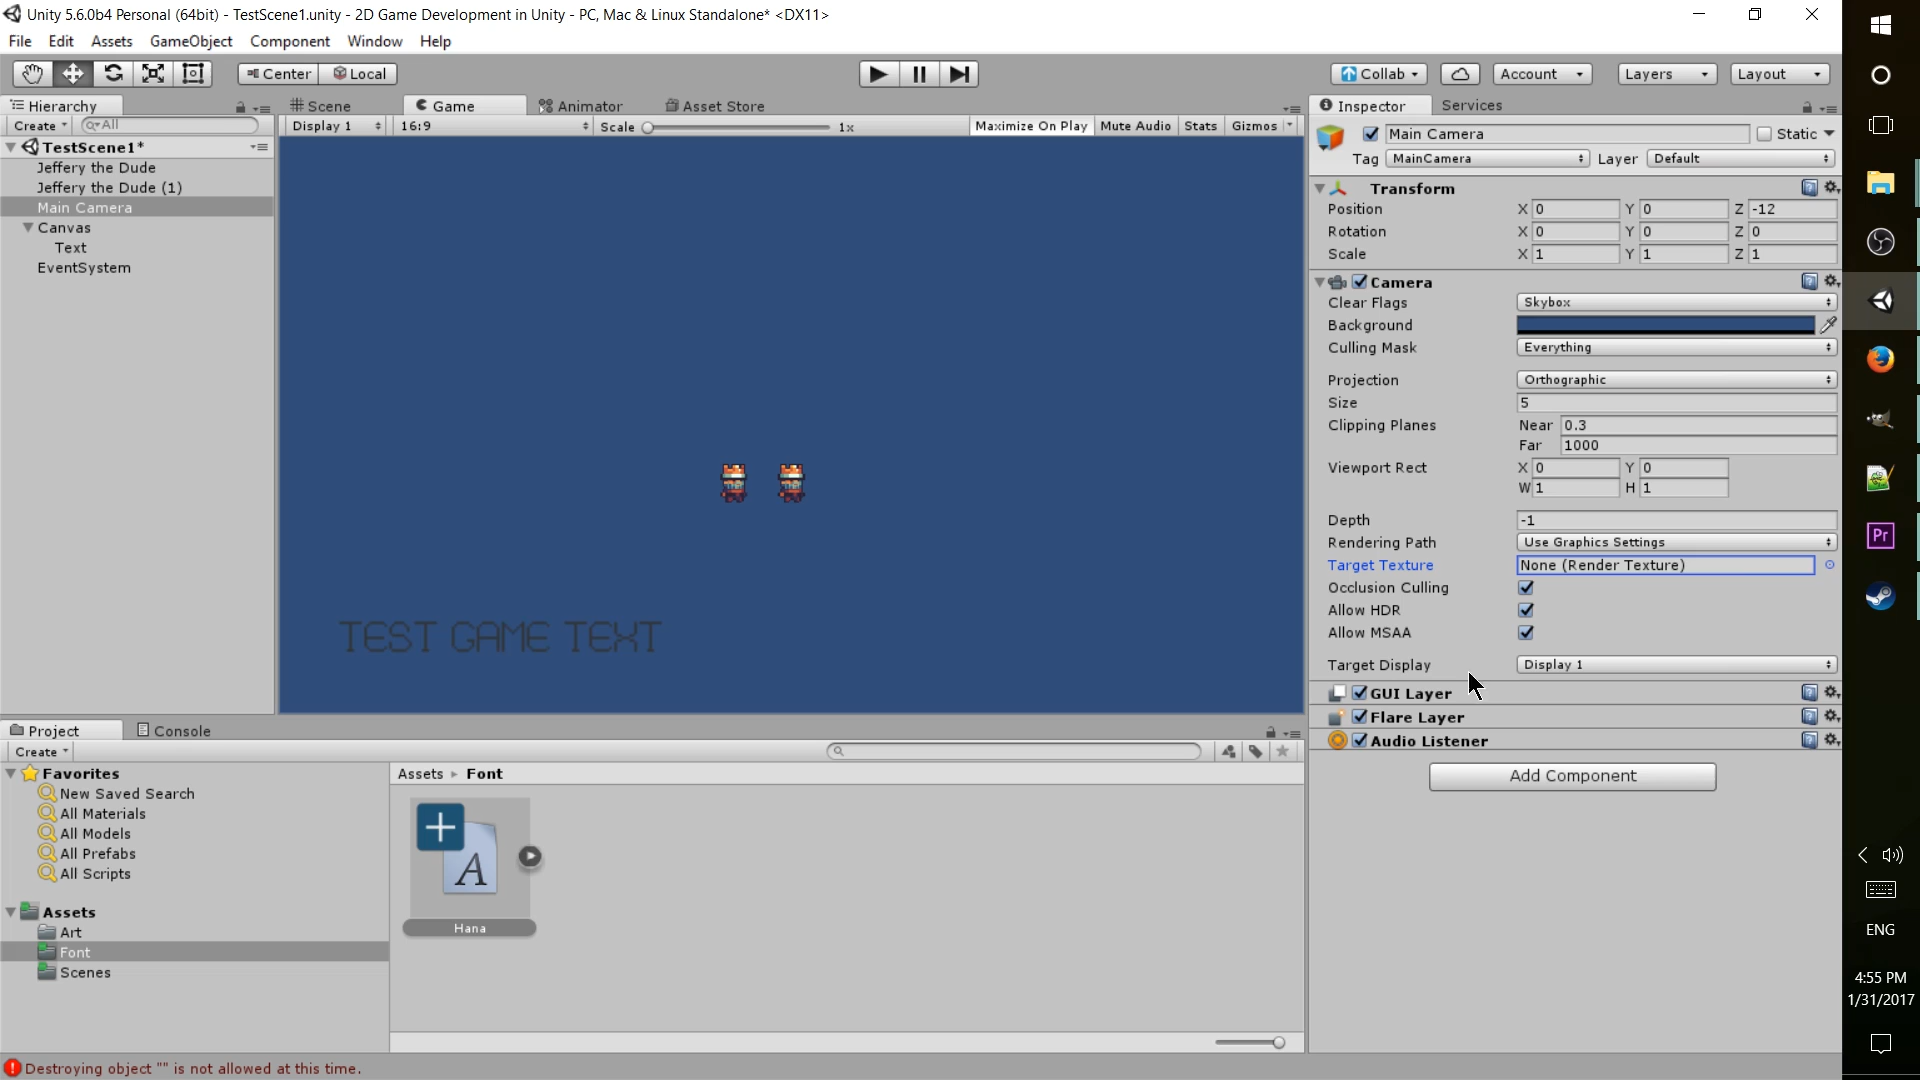 Unity 5.6.0b4 Personal (64bit) - TestScene1.unity - 2D Game Development in Unity - PC, Mac & Linux Standalone* <DX11>
File Edit Assets GameObject Component Window Help
Center Local Collab Account Layers Layout
Hierarchy Scene Game Animator Asset Store Inspector Services
Create All Display 1 16:9 Scale 1x Maximize On Play Mute Audio Stats Gizmos
TestScene1*
Jeffery the Dude
Jeffery the Dude (1)
Main Camera
Canvas
Text
EventSystem
TEST GAME TEXT
Main Camera Static
Tag MainCamera Layer Default
Transform
Position X 0 Y 0 Z -12
Rotation X 0 Y 0 Z 0
Scale X 1 Y 1 Z 1
Camera
Clear Flags Skybox
Background
Culling Mask Everything
Projection Orthographic
Size 5
Clipping Planes Near 0.3
Far 1000
Viewport Rect X 0 Y 0
W 1 H 1
Depth -1
Rendering Path Use Graphics Settings
Target Texture None (Render Texture)
Occlusion Culling
Allow HDR
Allow MSAA
Target Display Display 1
GUI Layer
Flare Layer
Audio Listener
Add Component
Project Console
Create
Favorites
New Saved Search
All Materials
All Models
All Prefabs
All Scripts
Assets
Art
Font
Scenes
Assets Font
A
Hana
Destroying object "" is not allowed at this time.
Pr
ENG
4:55 PM
1/31/2017